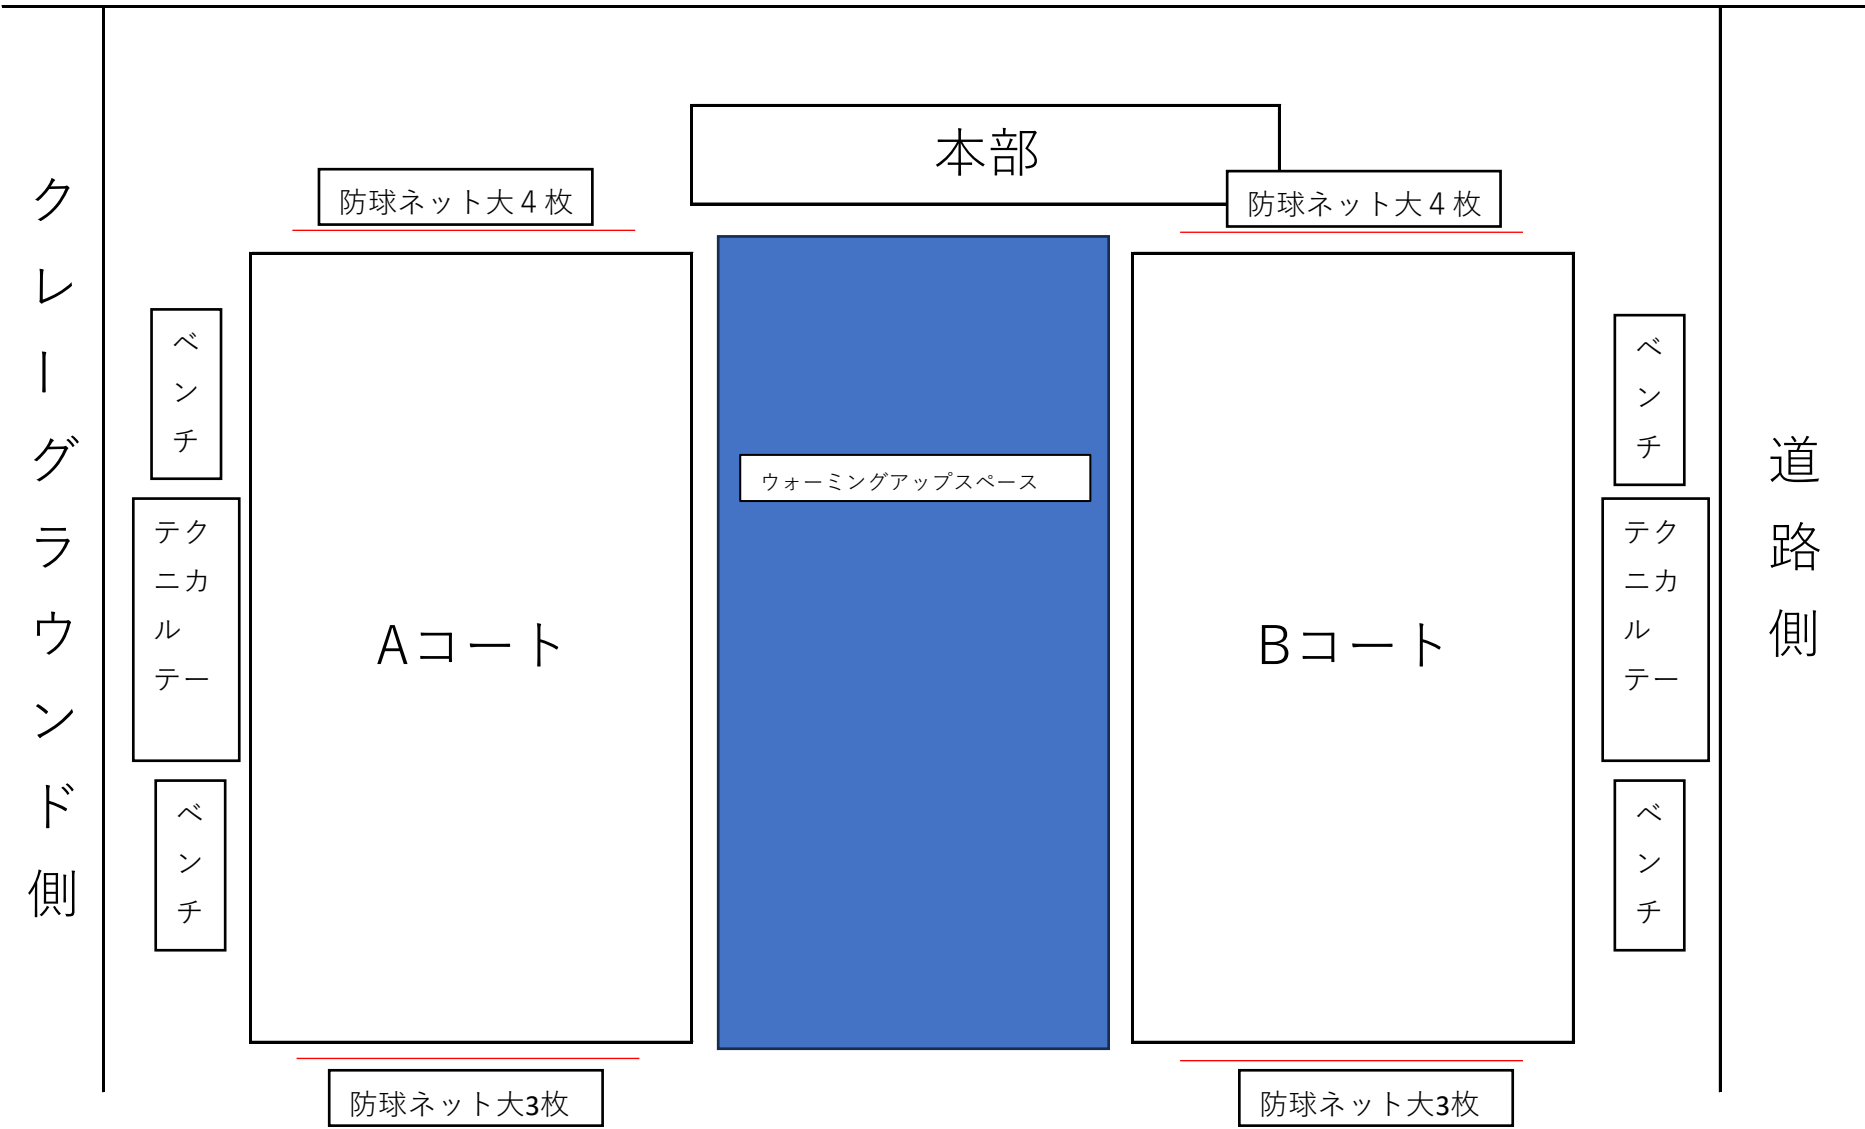 本部
防球ネット大４枚
防球ネット大４枚
クレーグラウンド側
ベンチ
テク
ニカ
ル
テー
ベンチ
Aコート
ウォーミングアップスペース
Bコート
ベンチ
テク
ニカ
ル
テー
ベンチ
道路側
防球ネット大3枚
防球ネット大3枚